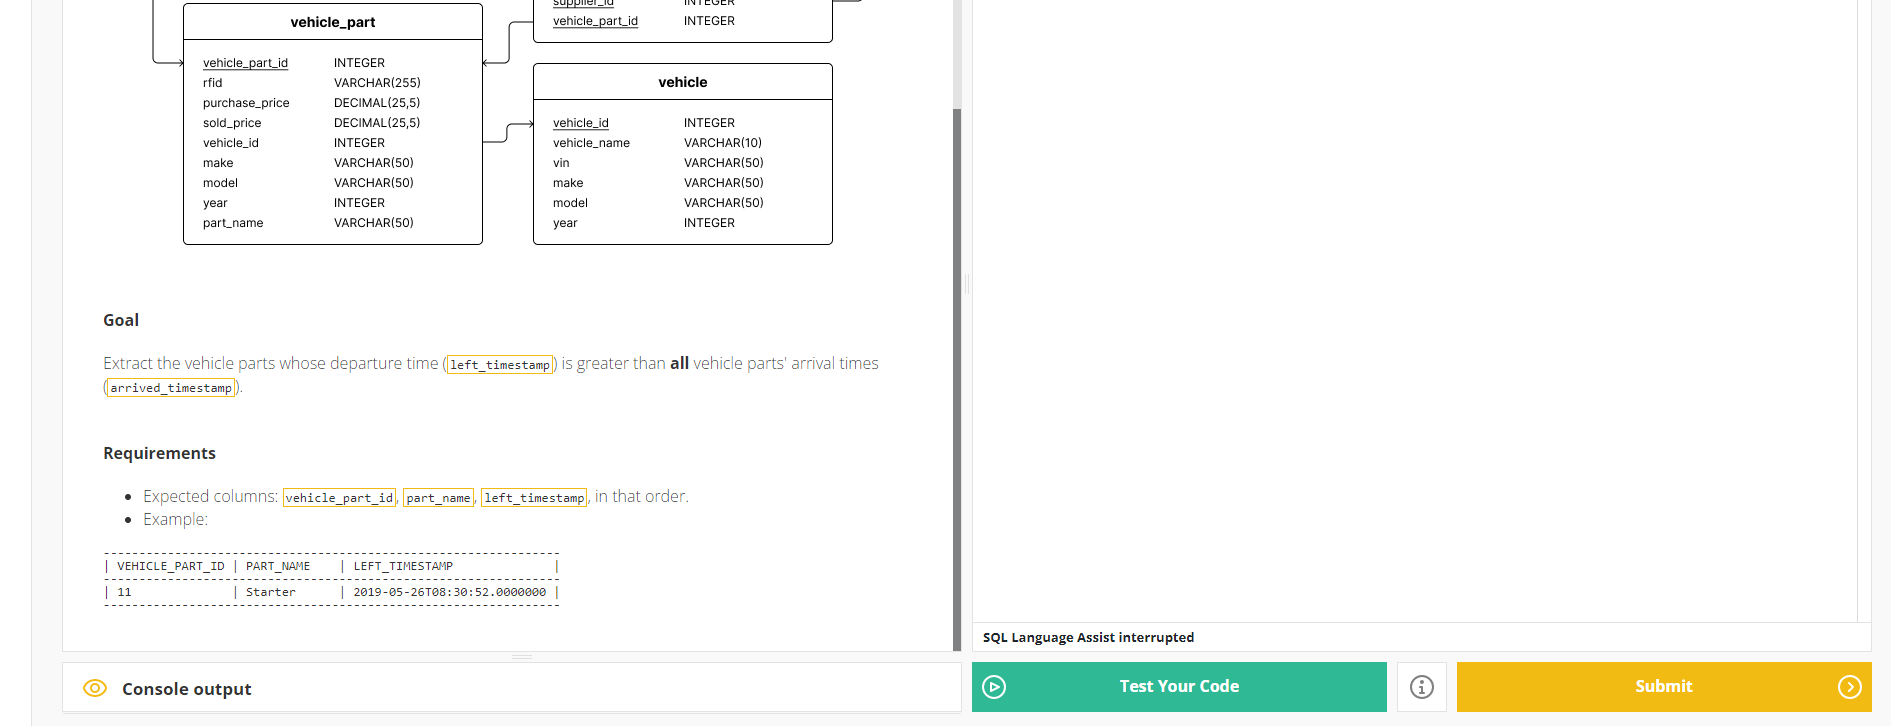 supplier_id INTEGER
vehicle_part_id INTEGER
vehicle_part
vehicle_part_id INTEGER
rfid VARCHAR(255)
purchase_price DECIMAL(25,5)
sold_price DECIMAL(25,5)
vehicle_id INTEGER
make VARCHAR(50)
model VARCHAR(50)
year INTEGER
part_name VARCHAR(50)
vehicle
vehicle_id INTEGER
vehicle_name VARCHAR(10)
vin VARCHAR(50)
make VARCHAR(50)
model VARCHAR(50)
year INTEGER
Goal
Extract the vehicle parts whose departure time (left_timestamp) is greater than all vehicle parts' arrival times
(arrived_timestamp).
Requirements
• Expected columns: vehicle_part_id, part_name, left_timestamp, in that order.
• Example:
-----------------------------------------------------------------
| VEHICLE_PART_ID | PART_NAME | LEFT_TIMESTAMP |
-----------------------------------------------------------------
| 11 | Starter | 2019-05-26T08:30:52.0000000 |
-----------------------------------------------------------------
SQL Language Assist interrupted
Console output
Test Your Code
Submit